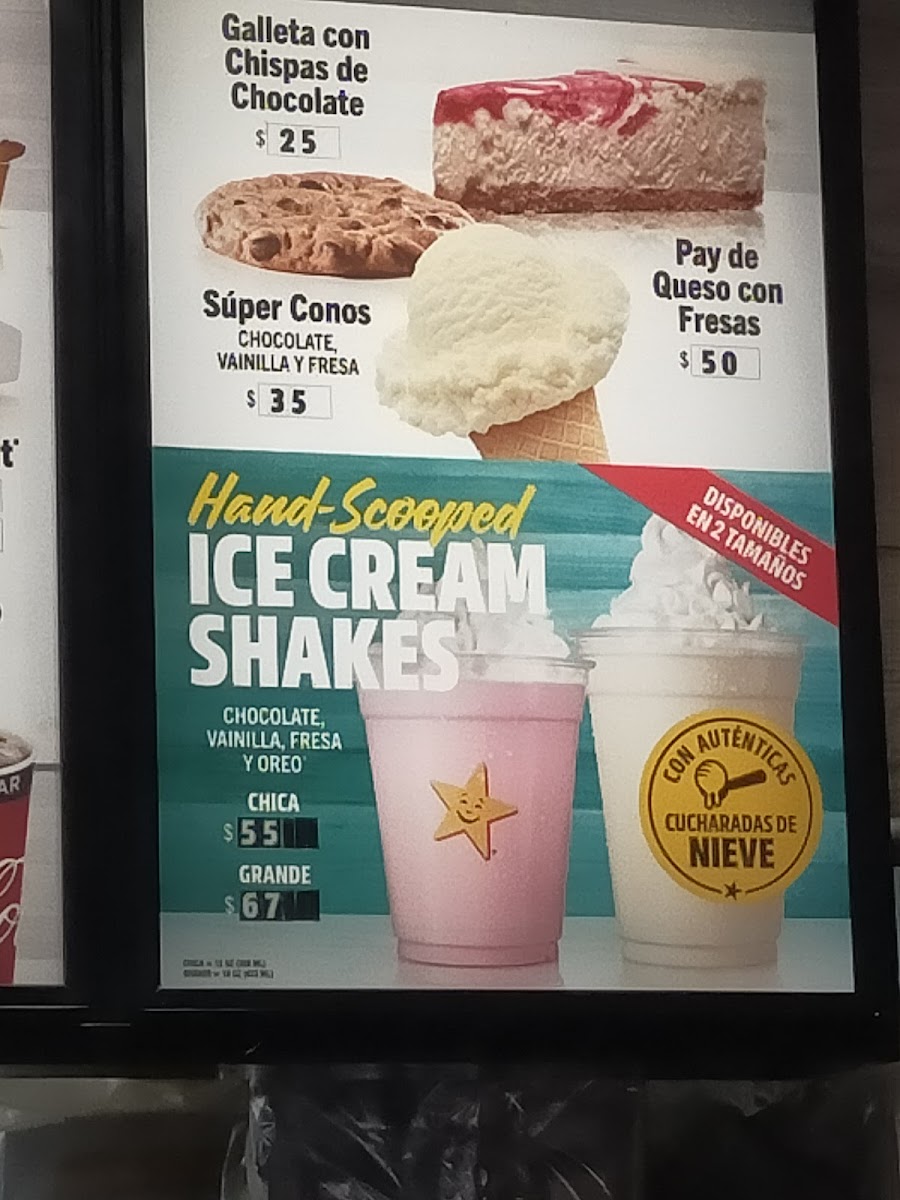 Galleta con
Chispas de
Chocolate
$ 25
Súper Conos
CHOCOLATE,
VAINILLA Y FRESA
$ 35
Pay de
Queso con
Fresas
$ 50
Hand-Scooped
ICE CREAM
SHAKES
DISPONIBLES
EN 2 TAMAÑOS
CHOCOLATE,
VAINILLA, FRESA
Y OREO
CHICA
$ 55
GRANDE
$ 67
CON AUTÉNTICAS
CUCHARADAS DE
NIEVE
t
AR